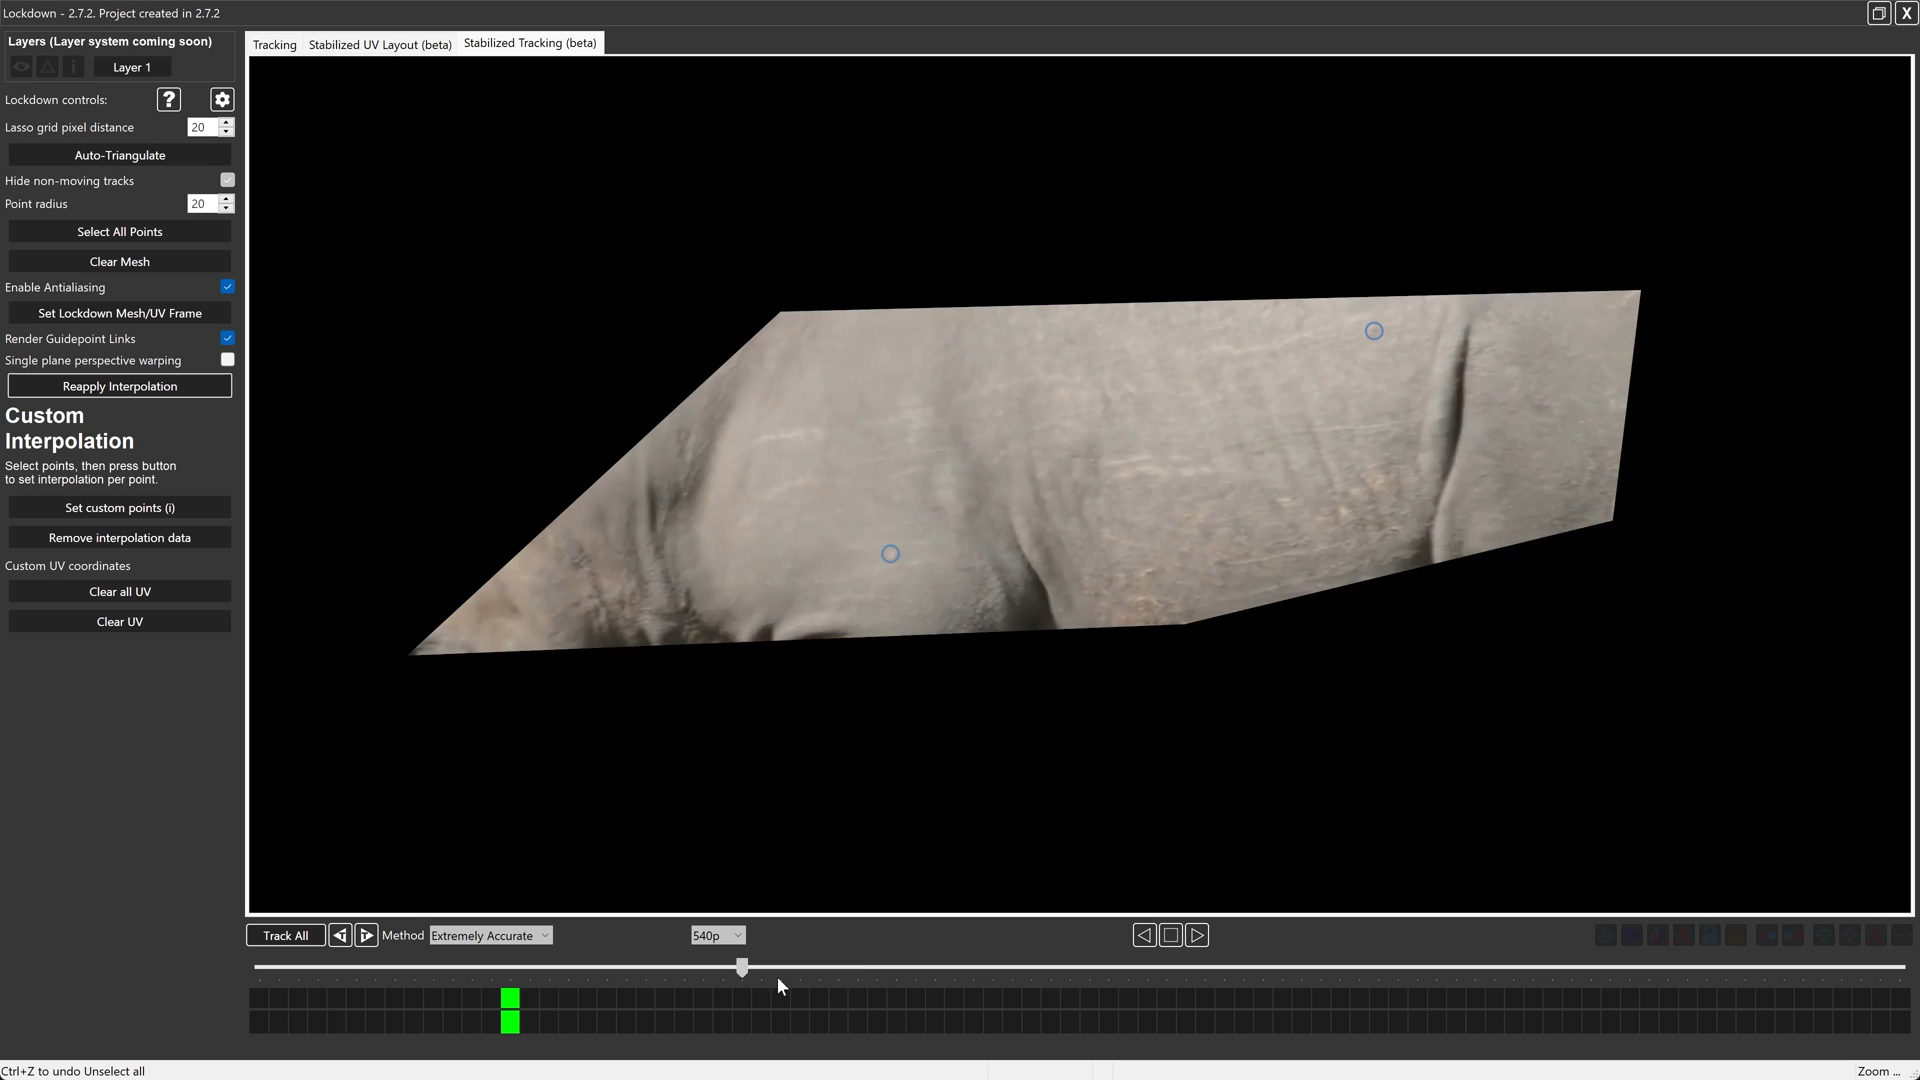 Lockdown - 2.7.2. Project created in 2.7.2
X
Layers (Layer system coming soon)
Layer 1
Tracking
Stabilized UV Layout (beta)
Stabilized Tracking (beta)
Lockdown controls:
?
Lasso grid pixel distance
20
Auto-Triangulate
Hide non-moving tracks
Point radius
20
Select All Points
Clear Mesh
Enable Antialiasing
Set Lockdown Mesh/UV Frame
Render Guidepoint Links
Single plane perspective warping
Reapply Interpolation
Custom
Interpolation
Select points, then press button
to set interpolation per point.
Set custom points (i)
Remove interpolation data
Custom UV coordinates
Clear all UV
Clear UV
Track All
Method
Extremely Accurate
540p
Ctrl+Z to undo Unselect all
Zoom ...